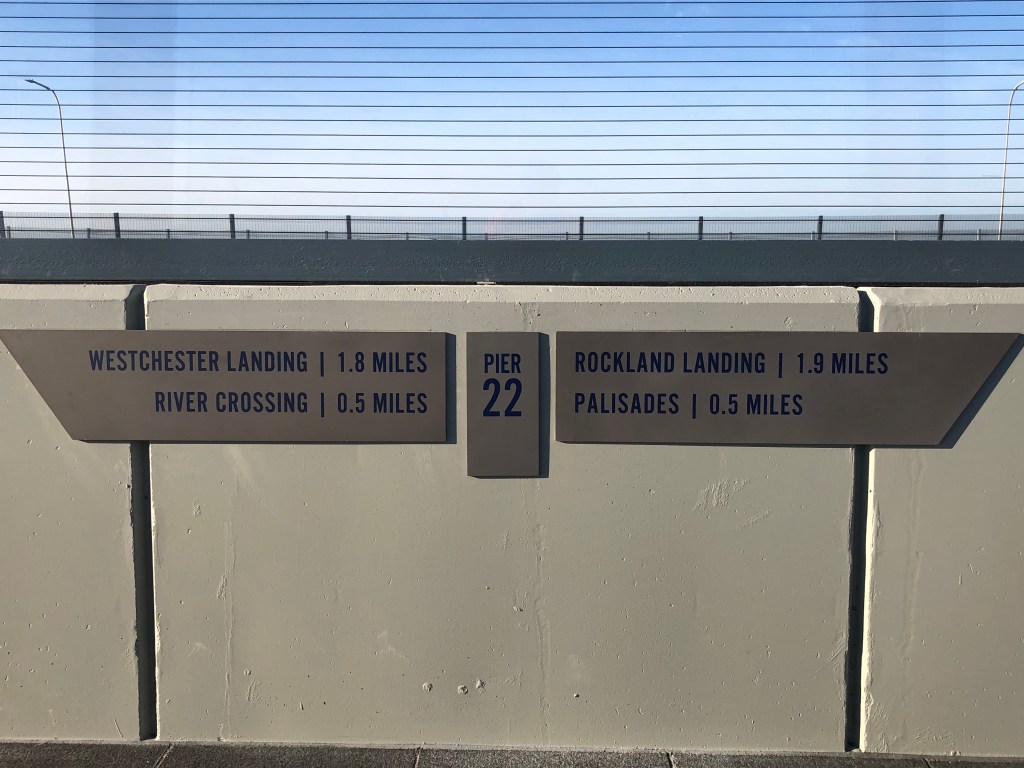 WESTCHESTER LANDING | 1.8 MILES
RIVER CROSSING | 0.5 MILES
PIER
22
ROCKLAND LANDING | 1.9 MILES
PALISADES | 0.5 MILES